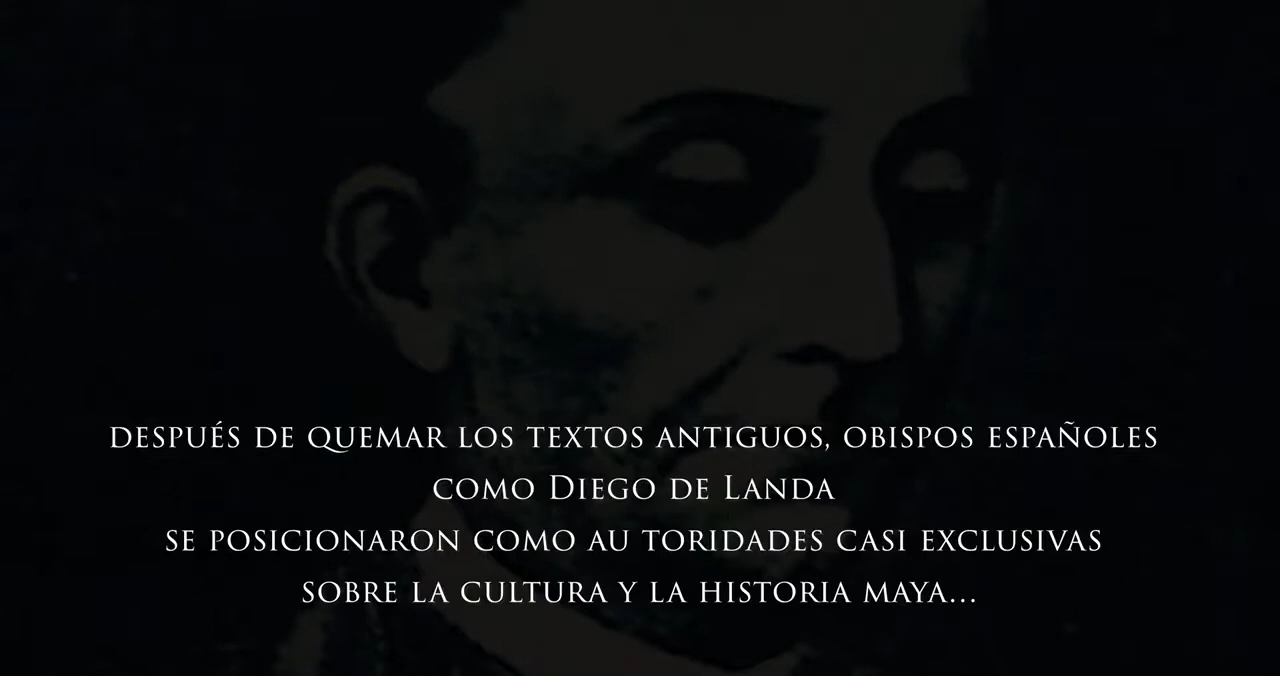 DESPUÉS DE QUEMAR LOS TEXTOS ANTIGUOS, OBISPOS ESPAÑOLES
COMO DIEGO DE LANDA
SE POSICIONARON COMO AU TORIDADES CASI EXCLUSIVAS
SOBRE LA CULTURA Y LA HISTORIA MAYA...